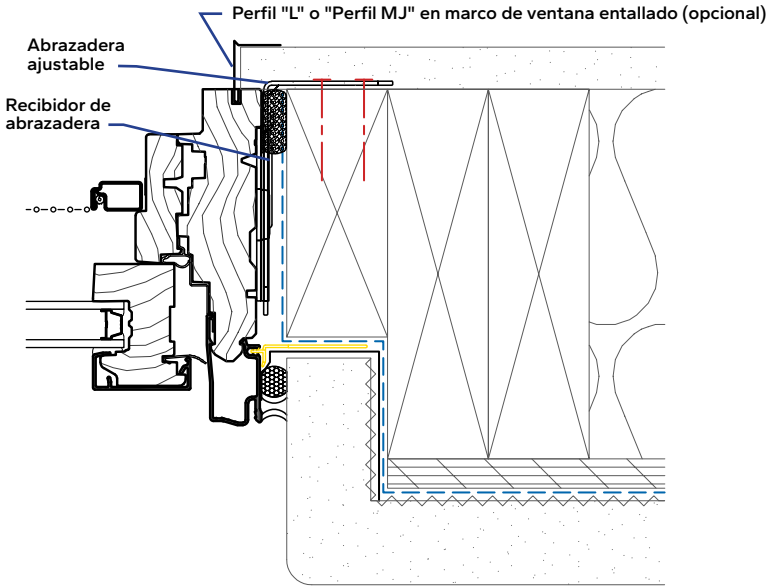 Perfil "L" o "Perfil MJ" en marco de ventana entallado (opcional)
Abrazadera
ajustable
Recibidor de
abrazadera